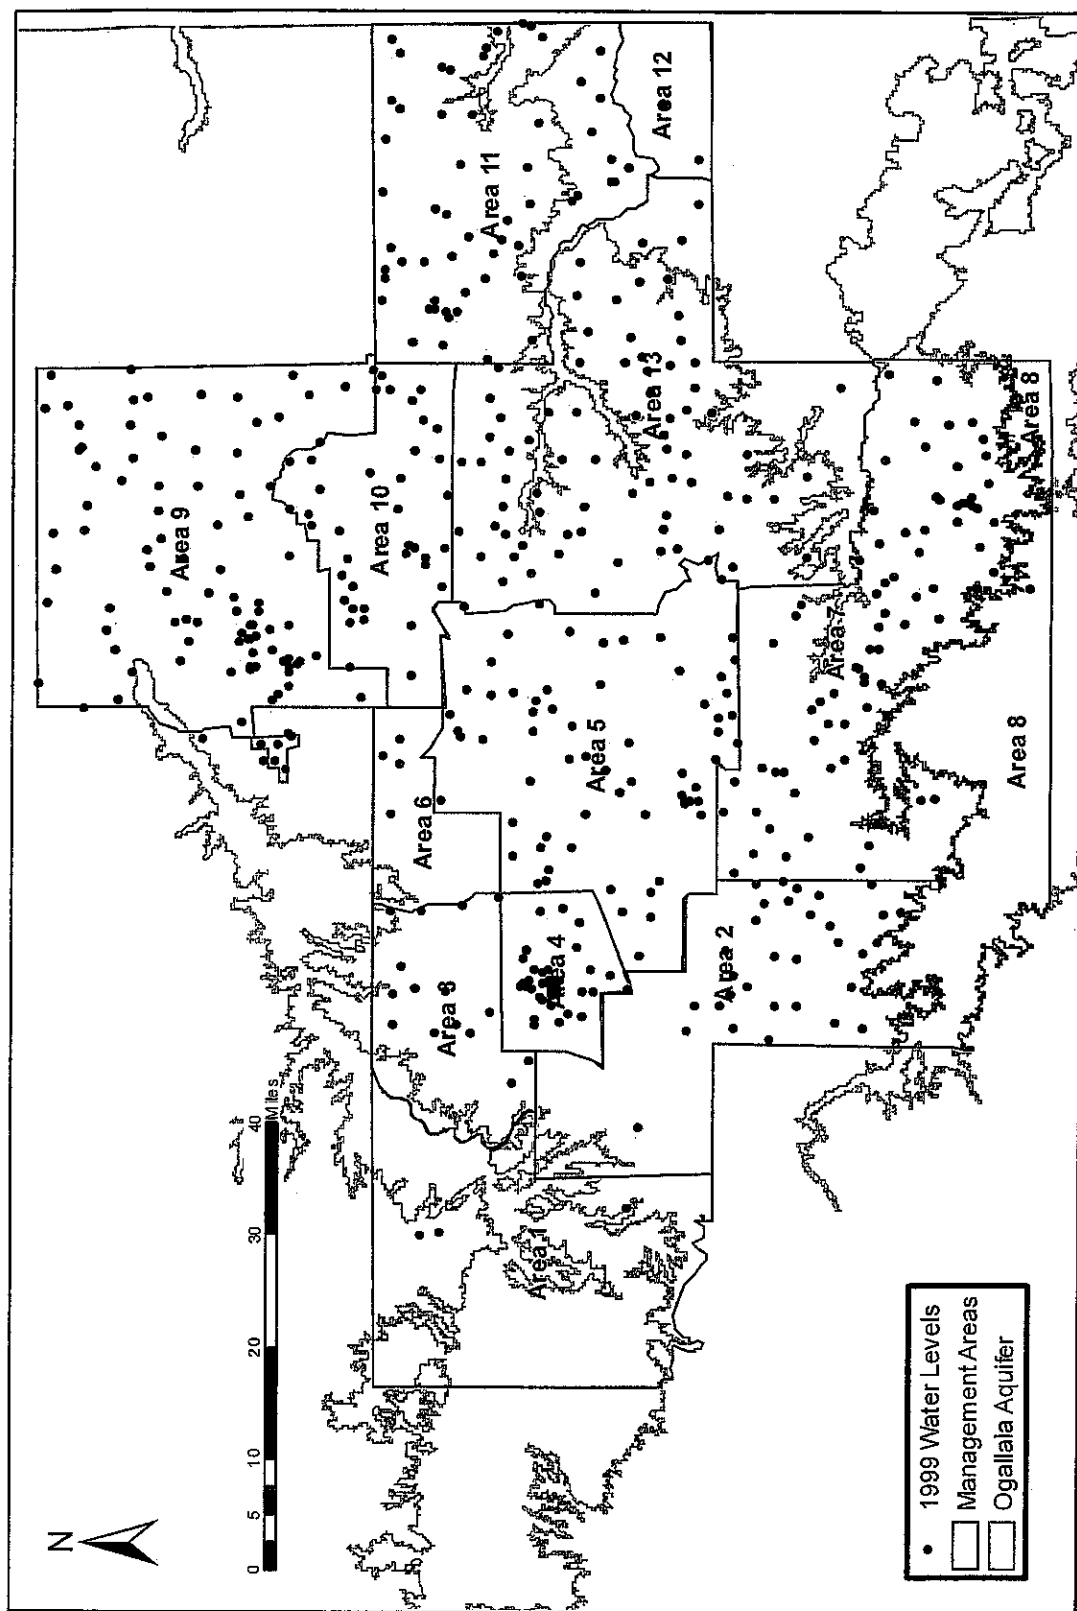 N
0 5 10 20 30 40
Miles
Area 9
Area 10
Area 11
Area 12
Area 6
Area 3
Area 4
Area 5
Area 13
Area 1
Area 2
Area 7
Area 8
Area 8
1999 Water Levels
Management Areas
Ogallala Aquifer